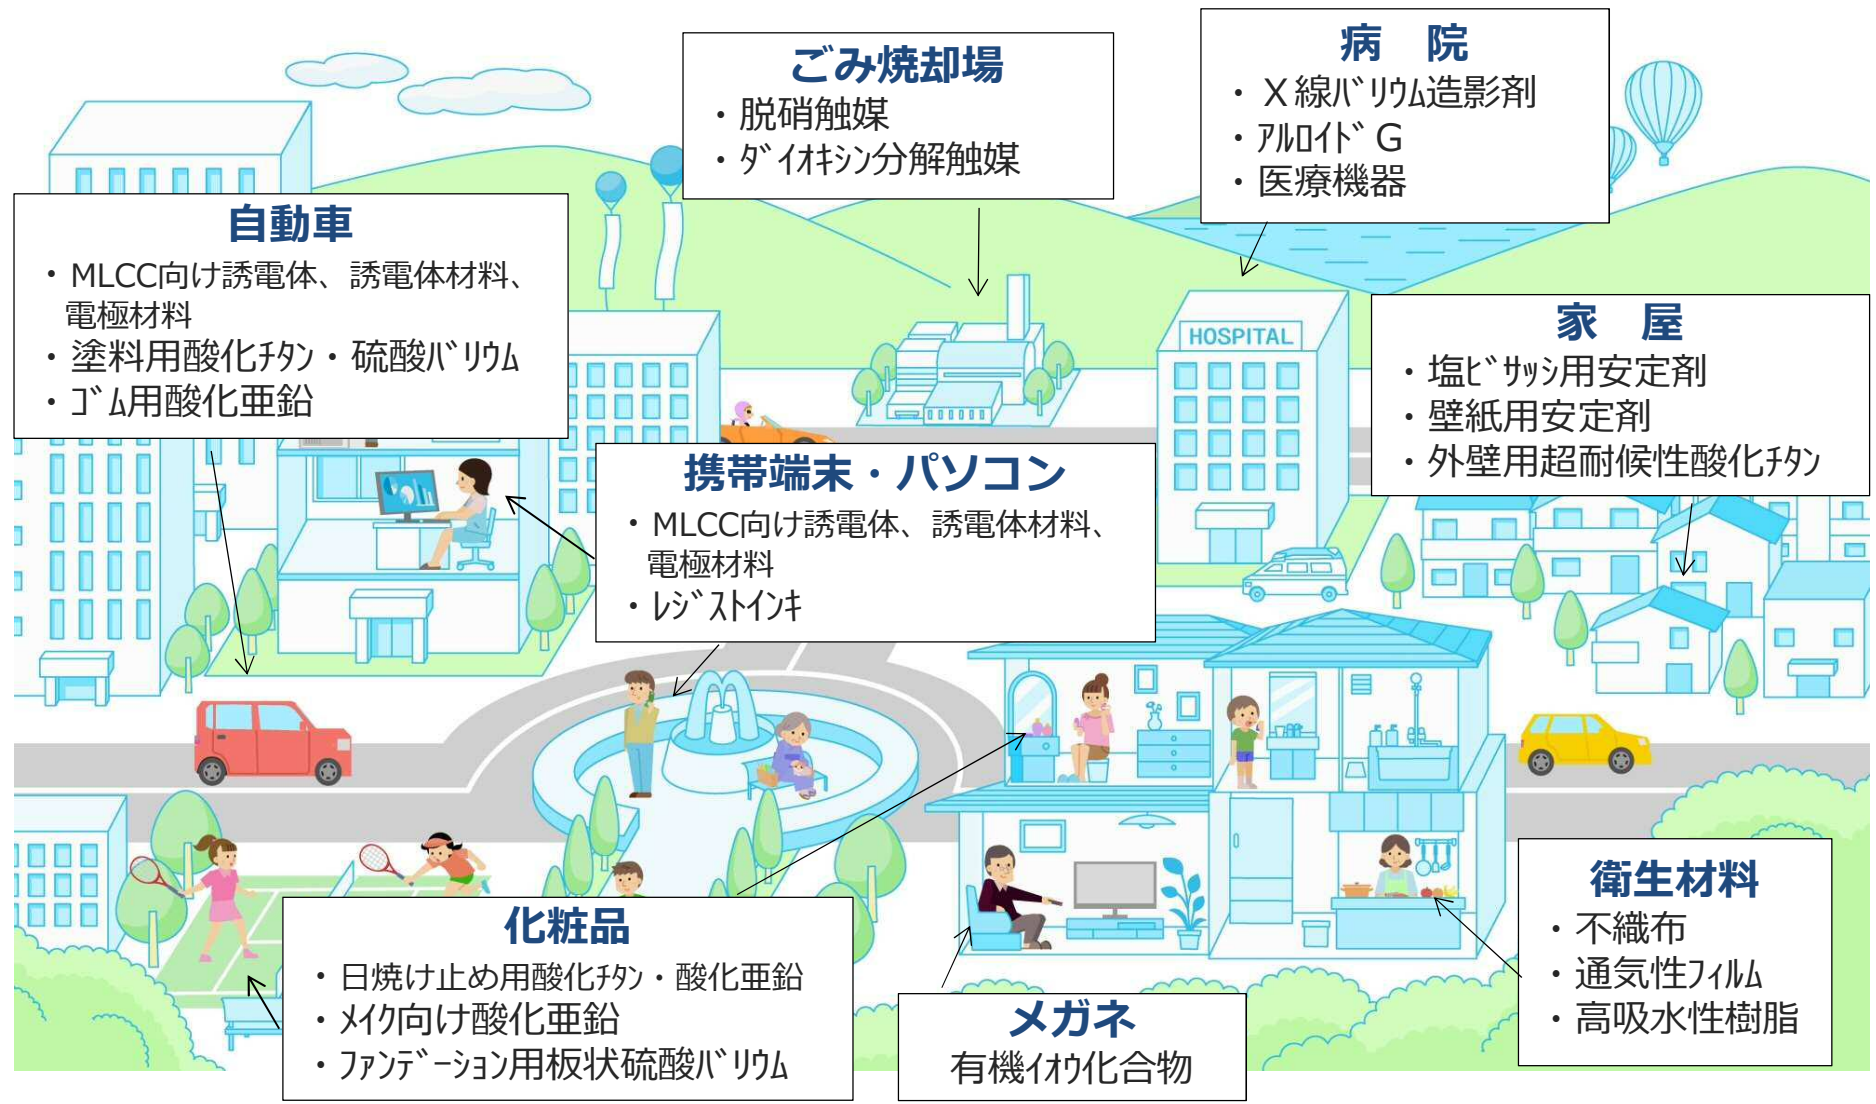 ごみ焼却場
・脱硝触媒
・ダイオキシン分解触媒
病　院
・Ⅹ線バリウム造影剤
・アルロイドG
・医療機器
自動車
・MLCC向け誘電体、誘電体材料、
電極材料
・塗料用酸化チタン・硫酸バリウム
・ゴム用酸化亜鉛
HOSPITAL
家　屋
・塩ビサッシ用安定剤
・壁紙用安定剤
・外壁用超耐候性酸化チタン
携帯端末・パソコン
・MLCC向け誘電体、誘電体材料、
電極材料
・レジストインキ
化粧品
・日焼け止め用酸化チタン・酸化亜鉛
・メイク向け酸化亜鉛
・ファンデーション用板状硫酸バリウム
メガネ
有機イオウ化合物
衛生材料
・不織布
・通気性フィルム
・高吸水性樹脂